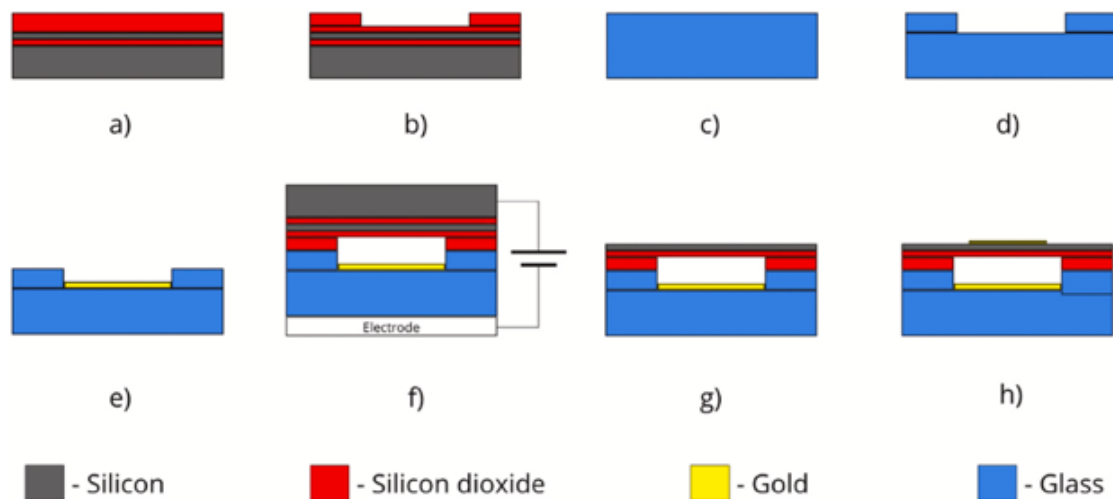 a) b) c) d)
Electrode
e) f) g) h)
- Silicon - Silicon dioxide - Gold - Glass